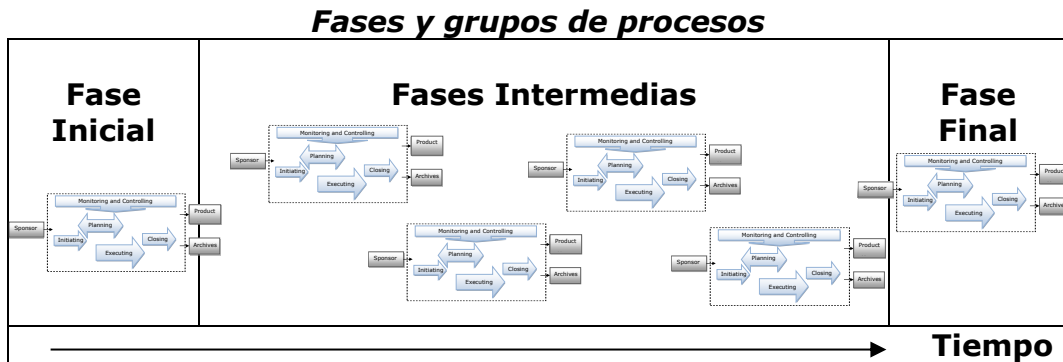 Fases y grupos de procesos
Fase
Inicial
Fases Intermedias
Fase
Final
Monitoring and Controlling
Sponsor
Planning
Initiating
Executing
Closing
Product
Archives
Monitoring and Controlling
Sponsor
Planning
Initiating
Executing
Closing
Product
Archives
Monitoring and Controlling
Sponsor
Planning
Initiating
Executing
Closing
Product
Archives
Monitoring and Controlling
Sponsor
Planning
Initiating
Executing
Closing
Product
Archives
Monitoring and Controlling
Sponsor
Planning
Initiating
Executing
Closing
Product
Archives
Monitoring and Controlling
Sponsor
Planning
Initiating
Executing
Closing
Product
Archives
Tiempo